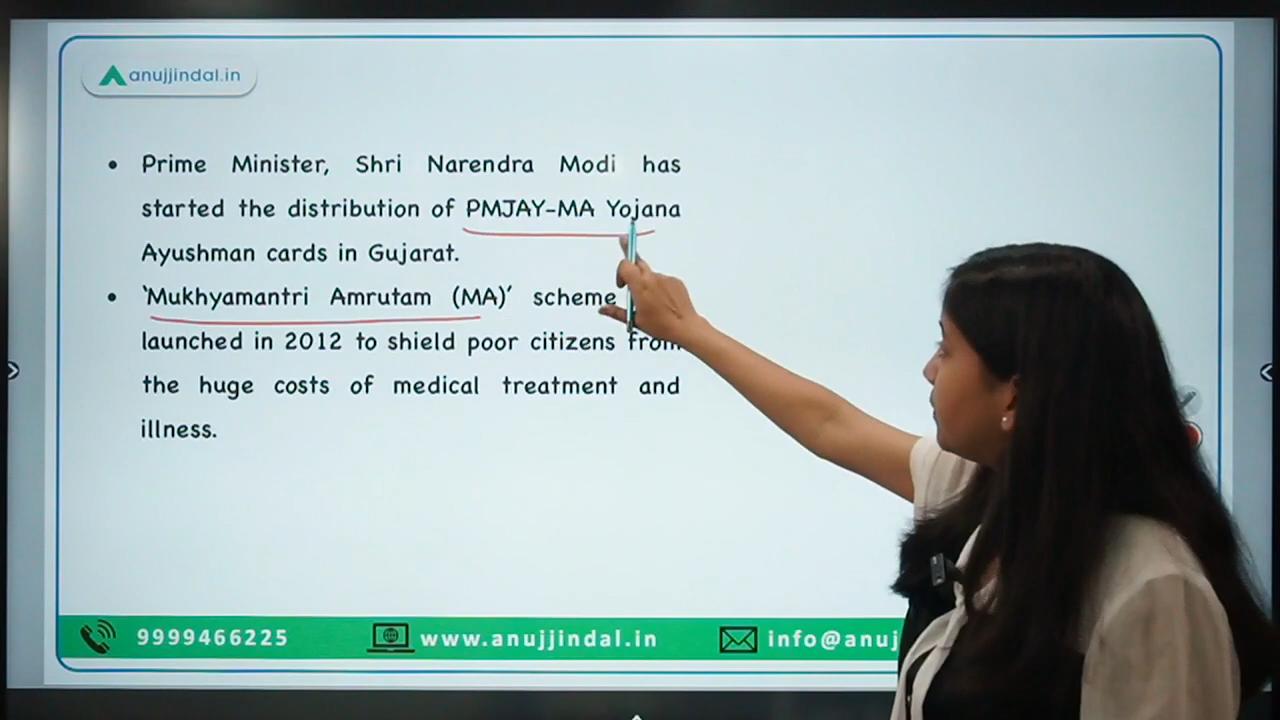 anujjindal.in
Prime Minister, Shri Narendra Modi has
started the distribution of PMJAY-MA Yojana
Ayushman cards in Gujarat.
'Mukhyamantri Amrutam (MA)' scheme
launched in 2012 to shield poor citizens from
the huge costs of medical treatment and
illness.
9999466225 www.anujjindal.in info@anuj